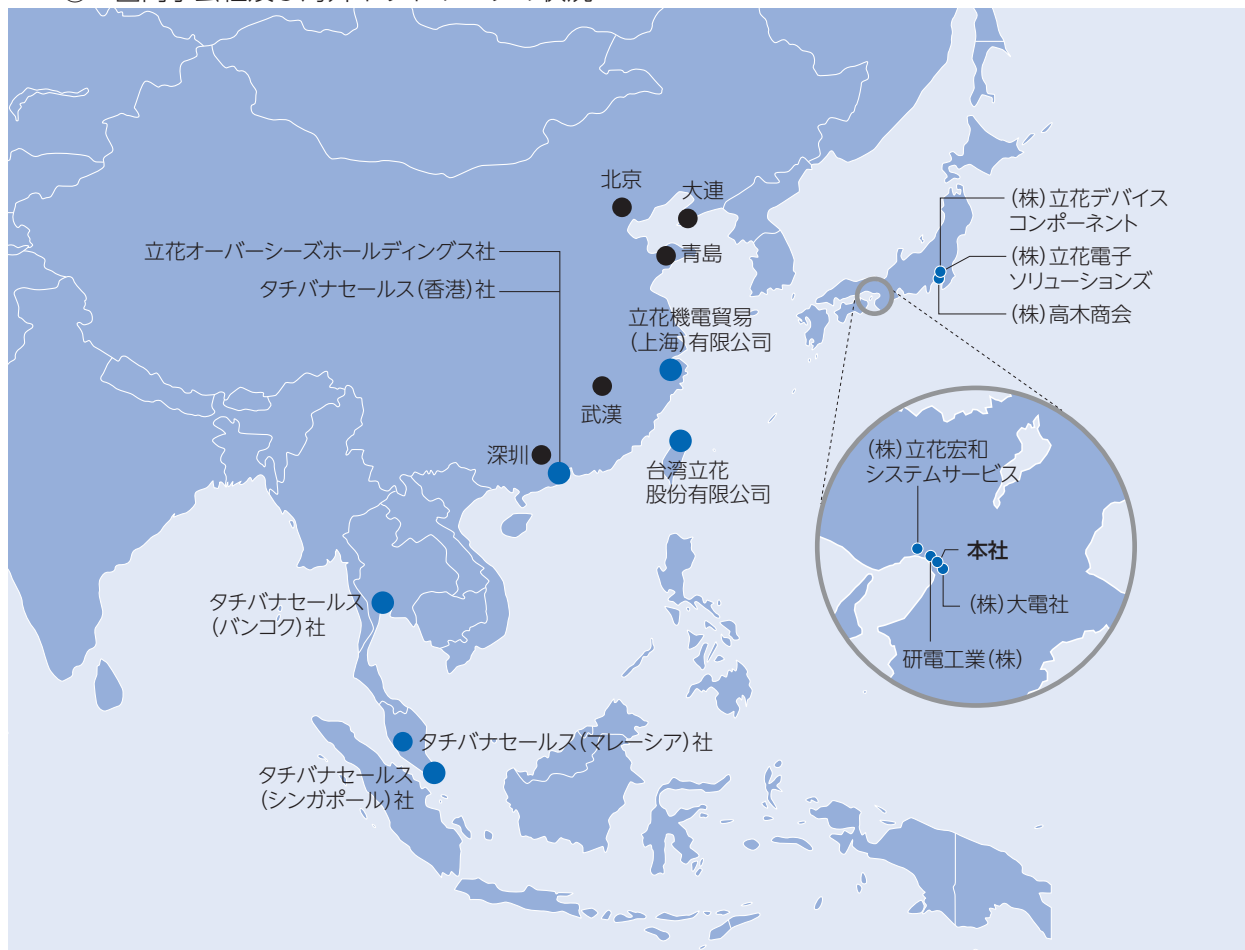 北京
大連
青島
立花オーバーシーズホールディングス社
タチバナセールス(香港)社
立花機電貿易
(上海)有限公司
武漢
深圳
台湾立花
股份有限公司
タチバナセールス
(バンコク)社
タチバナセールス(マレーシア)社
タチバナセールス
(シンガポール)社
(株)立花デバイス
コンポーネント
(株)立花電子
ソリューションズ
(株)高木商会
(株)立花宏和
システムサービス
本社
(株)大電社
研電工業(株)